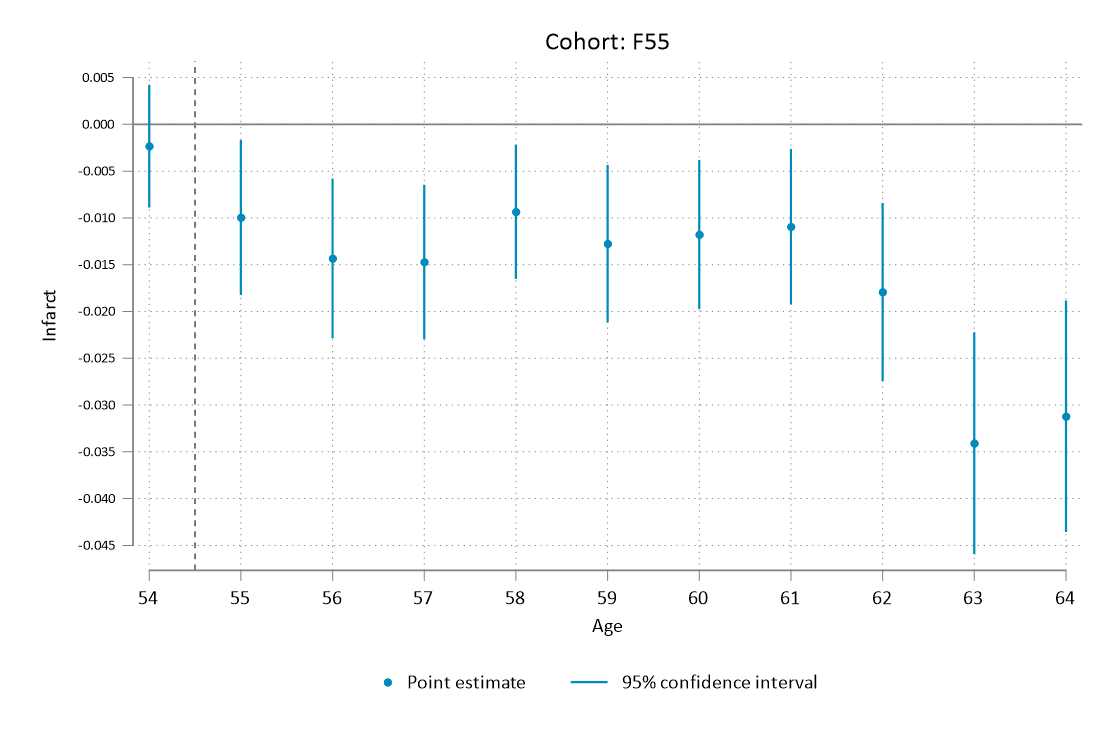 Cohort: F55
0.005
0.000
-0.005
-0.010
-0.015
-0.020
-0.025
-0.030
-0.035
-0.040
-0.045
Infarct
54 55 56 57 58 59 60 61 62 63 64
Age
Point estimate 95% confidence interval